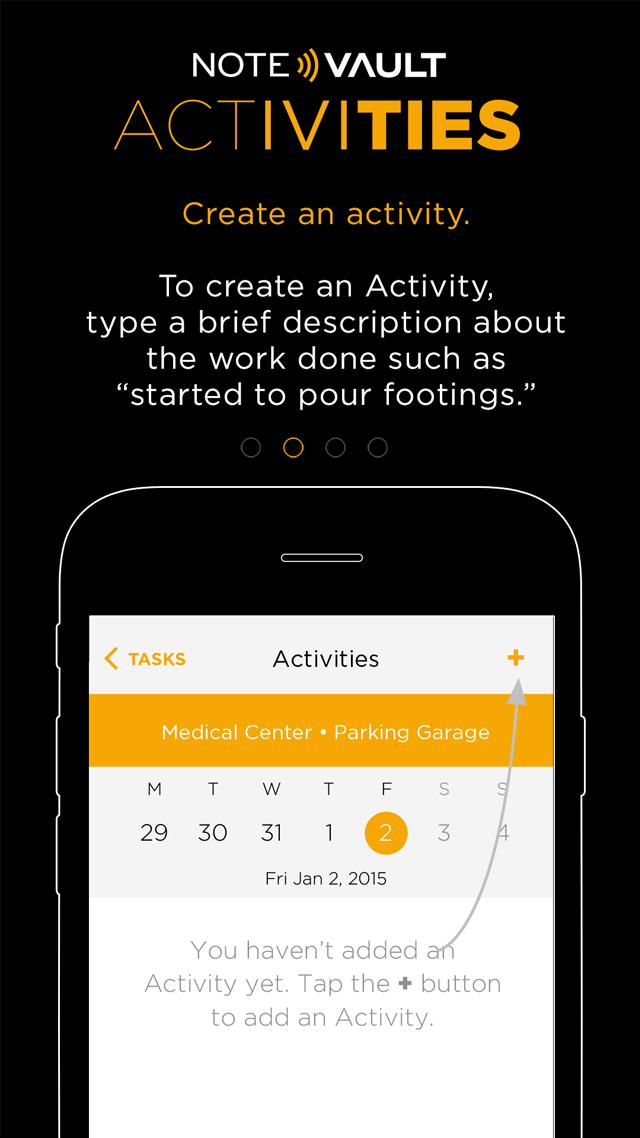 NOTE VAULT
ACTIVITIES
Create an activity.
To create an Activity,
type a brief description about
the work done such as
“started to pour footings.”
TASKS Activities +
Medical Center • Parking Garage
M T W T F S S
29 30 31 1 2 3 4
Fri Jan 2, 2015
You haven’t added an
Activity yet. Tap the + button
to add an Activity.